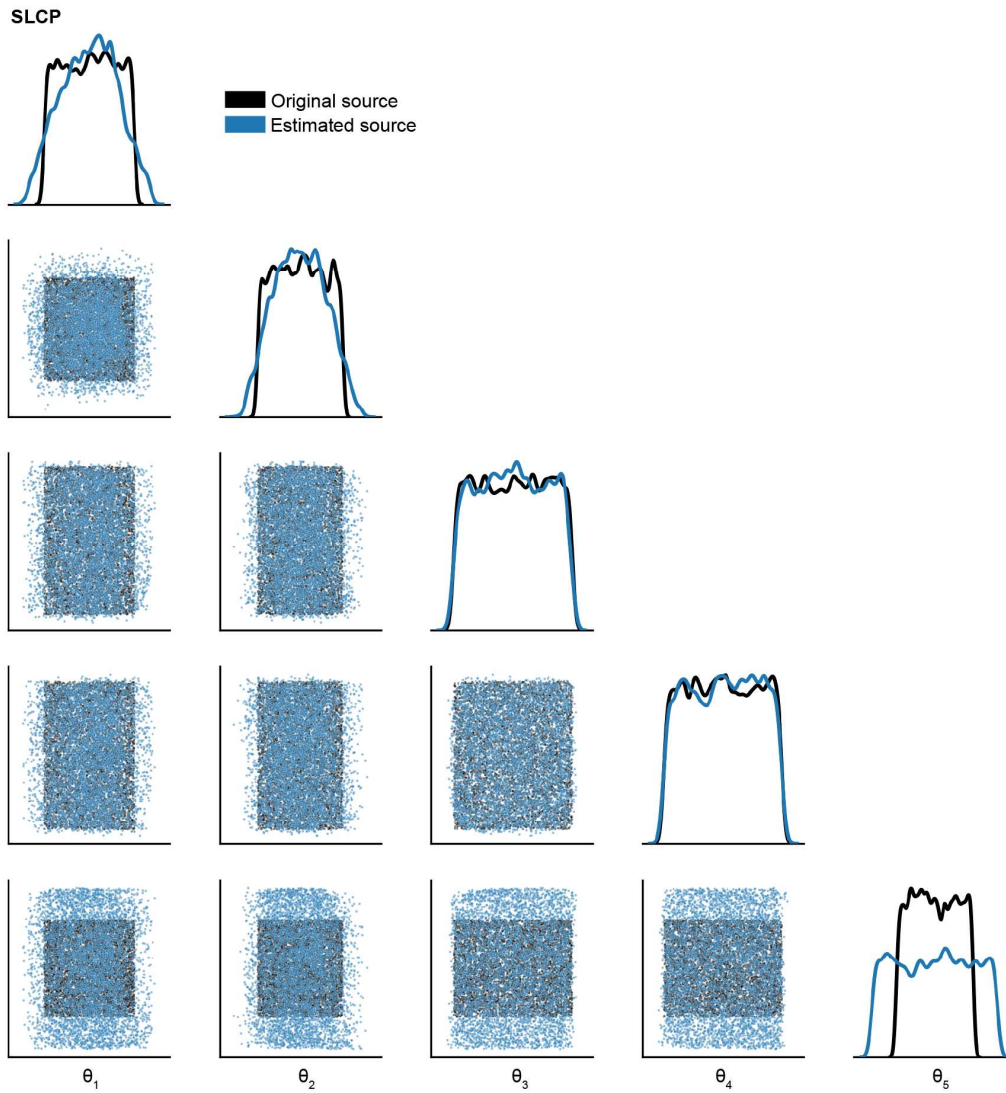 SLCP
Original source
Estimated source
θ₁ θ₂ θ₃ θ₄ θ₅